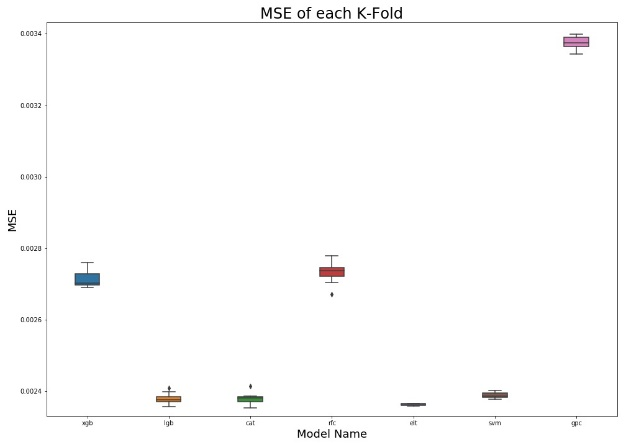 MSE of each K-Fold
0.0034
0.0032
0.0030
0.0028
0.0026
0.0024
MSE
xgb lgb cat rfc elt svm gpc
Model Name